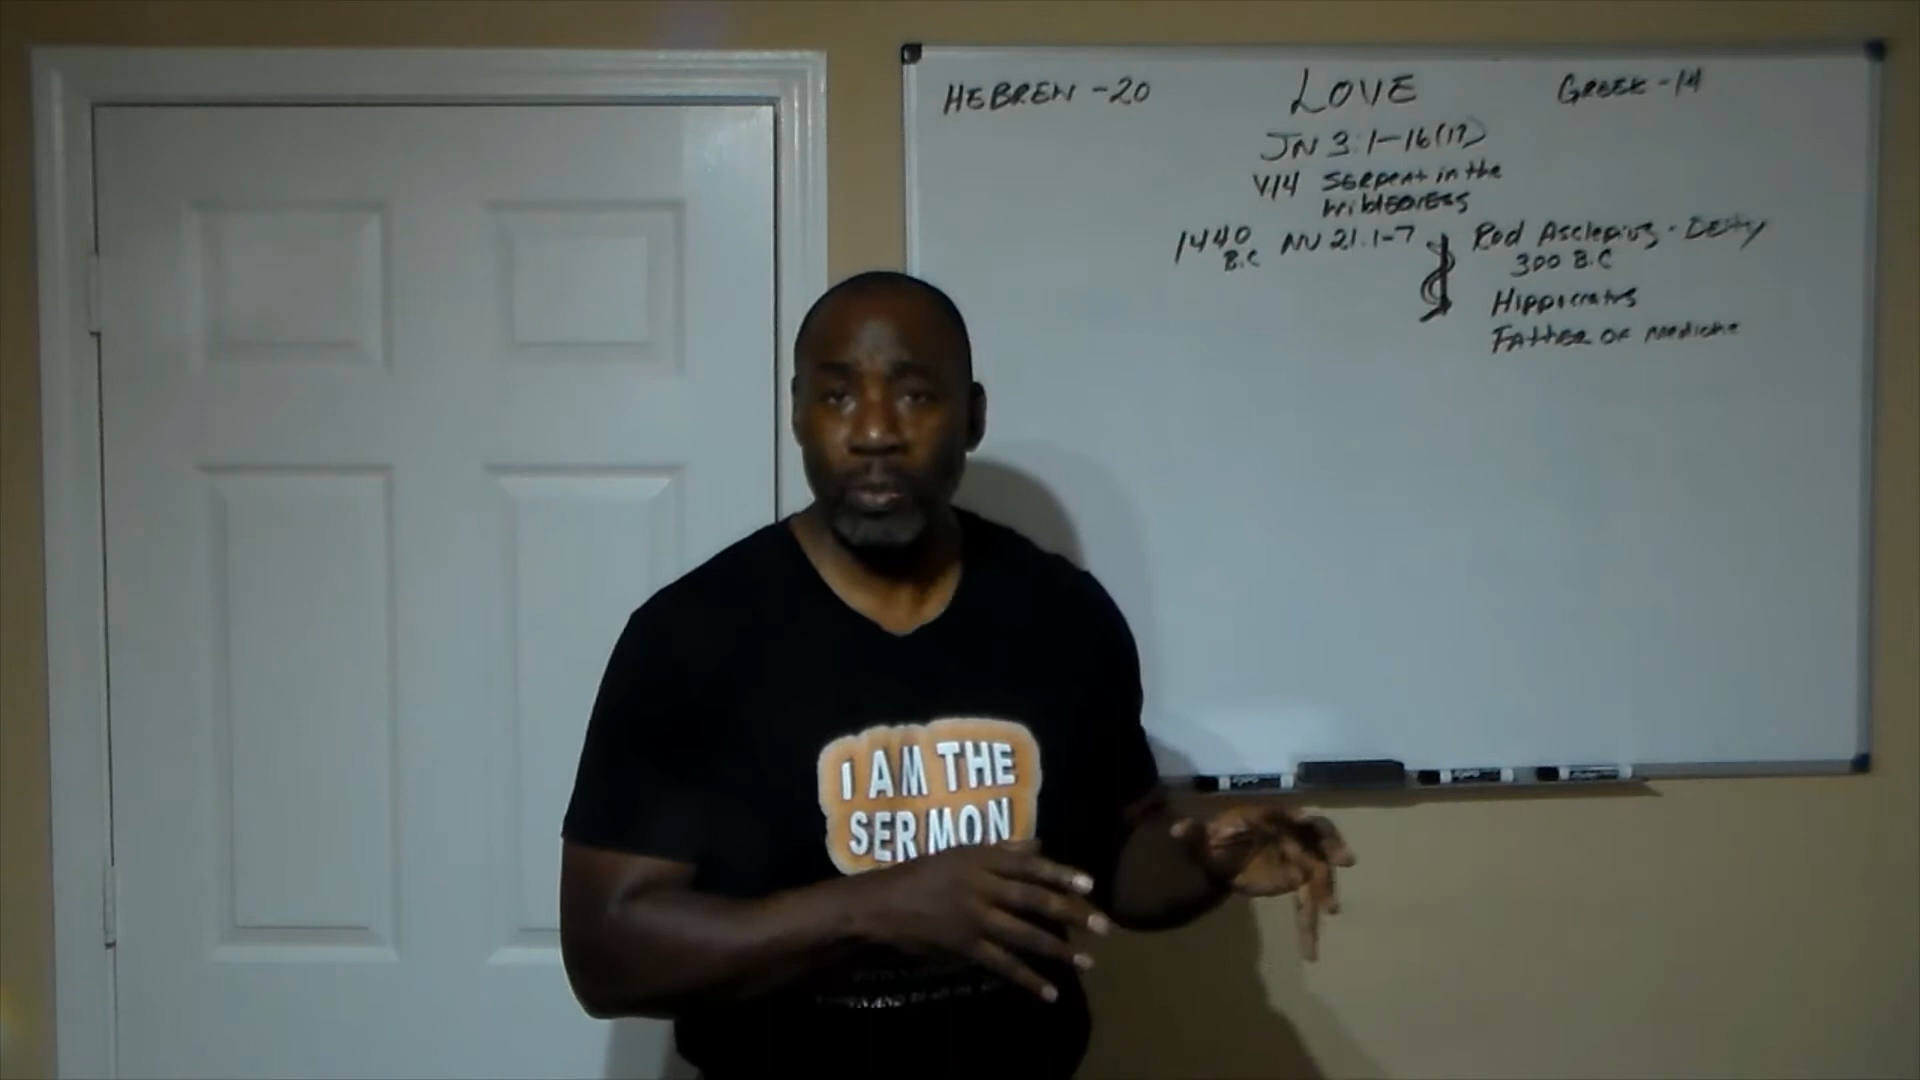 HEBREW -20
LOVE
GREEK -14
JN 3:1-16(17)
V14 SERPENT in the
WILDERNESS
1440 B.C NU 21:1-7
Rod Asclepius - DEITY
300 B.C
Hippocrates
FATHER OF medicine
I AM THE
SERMON